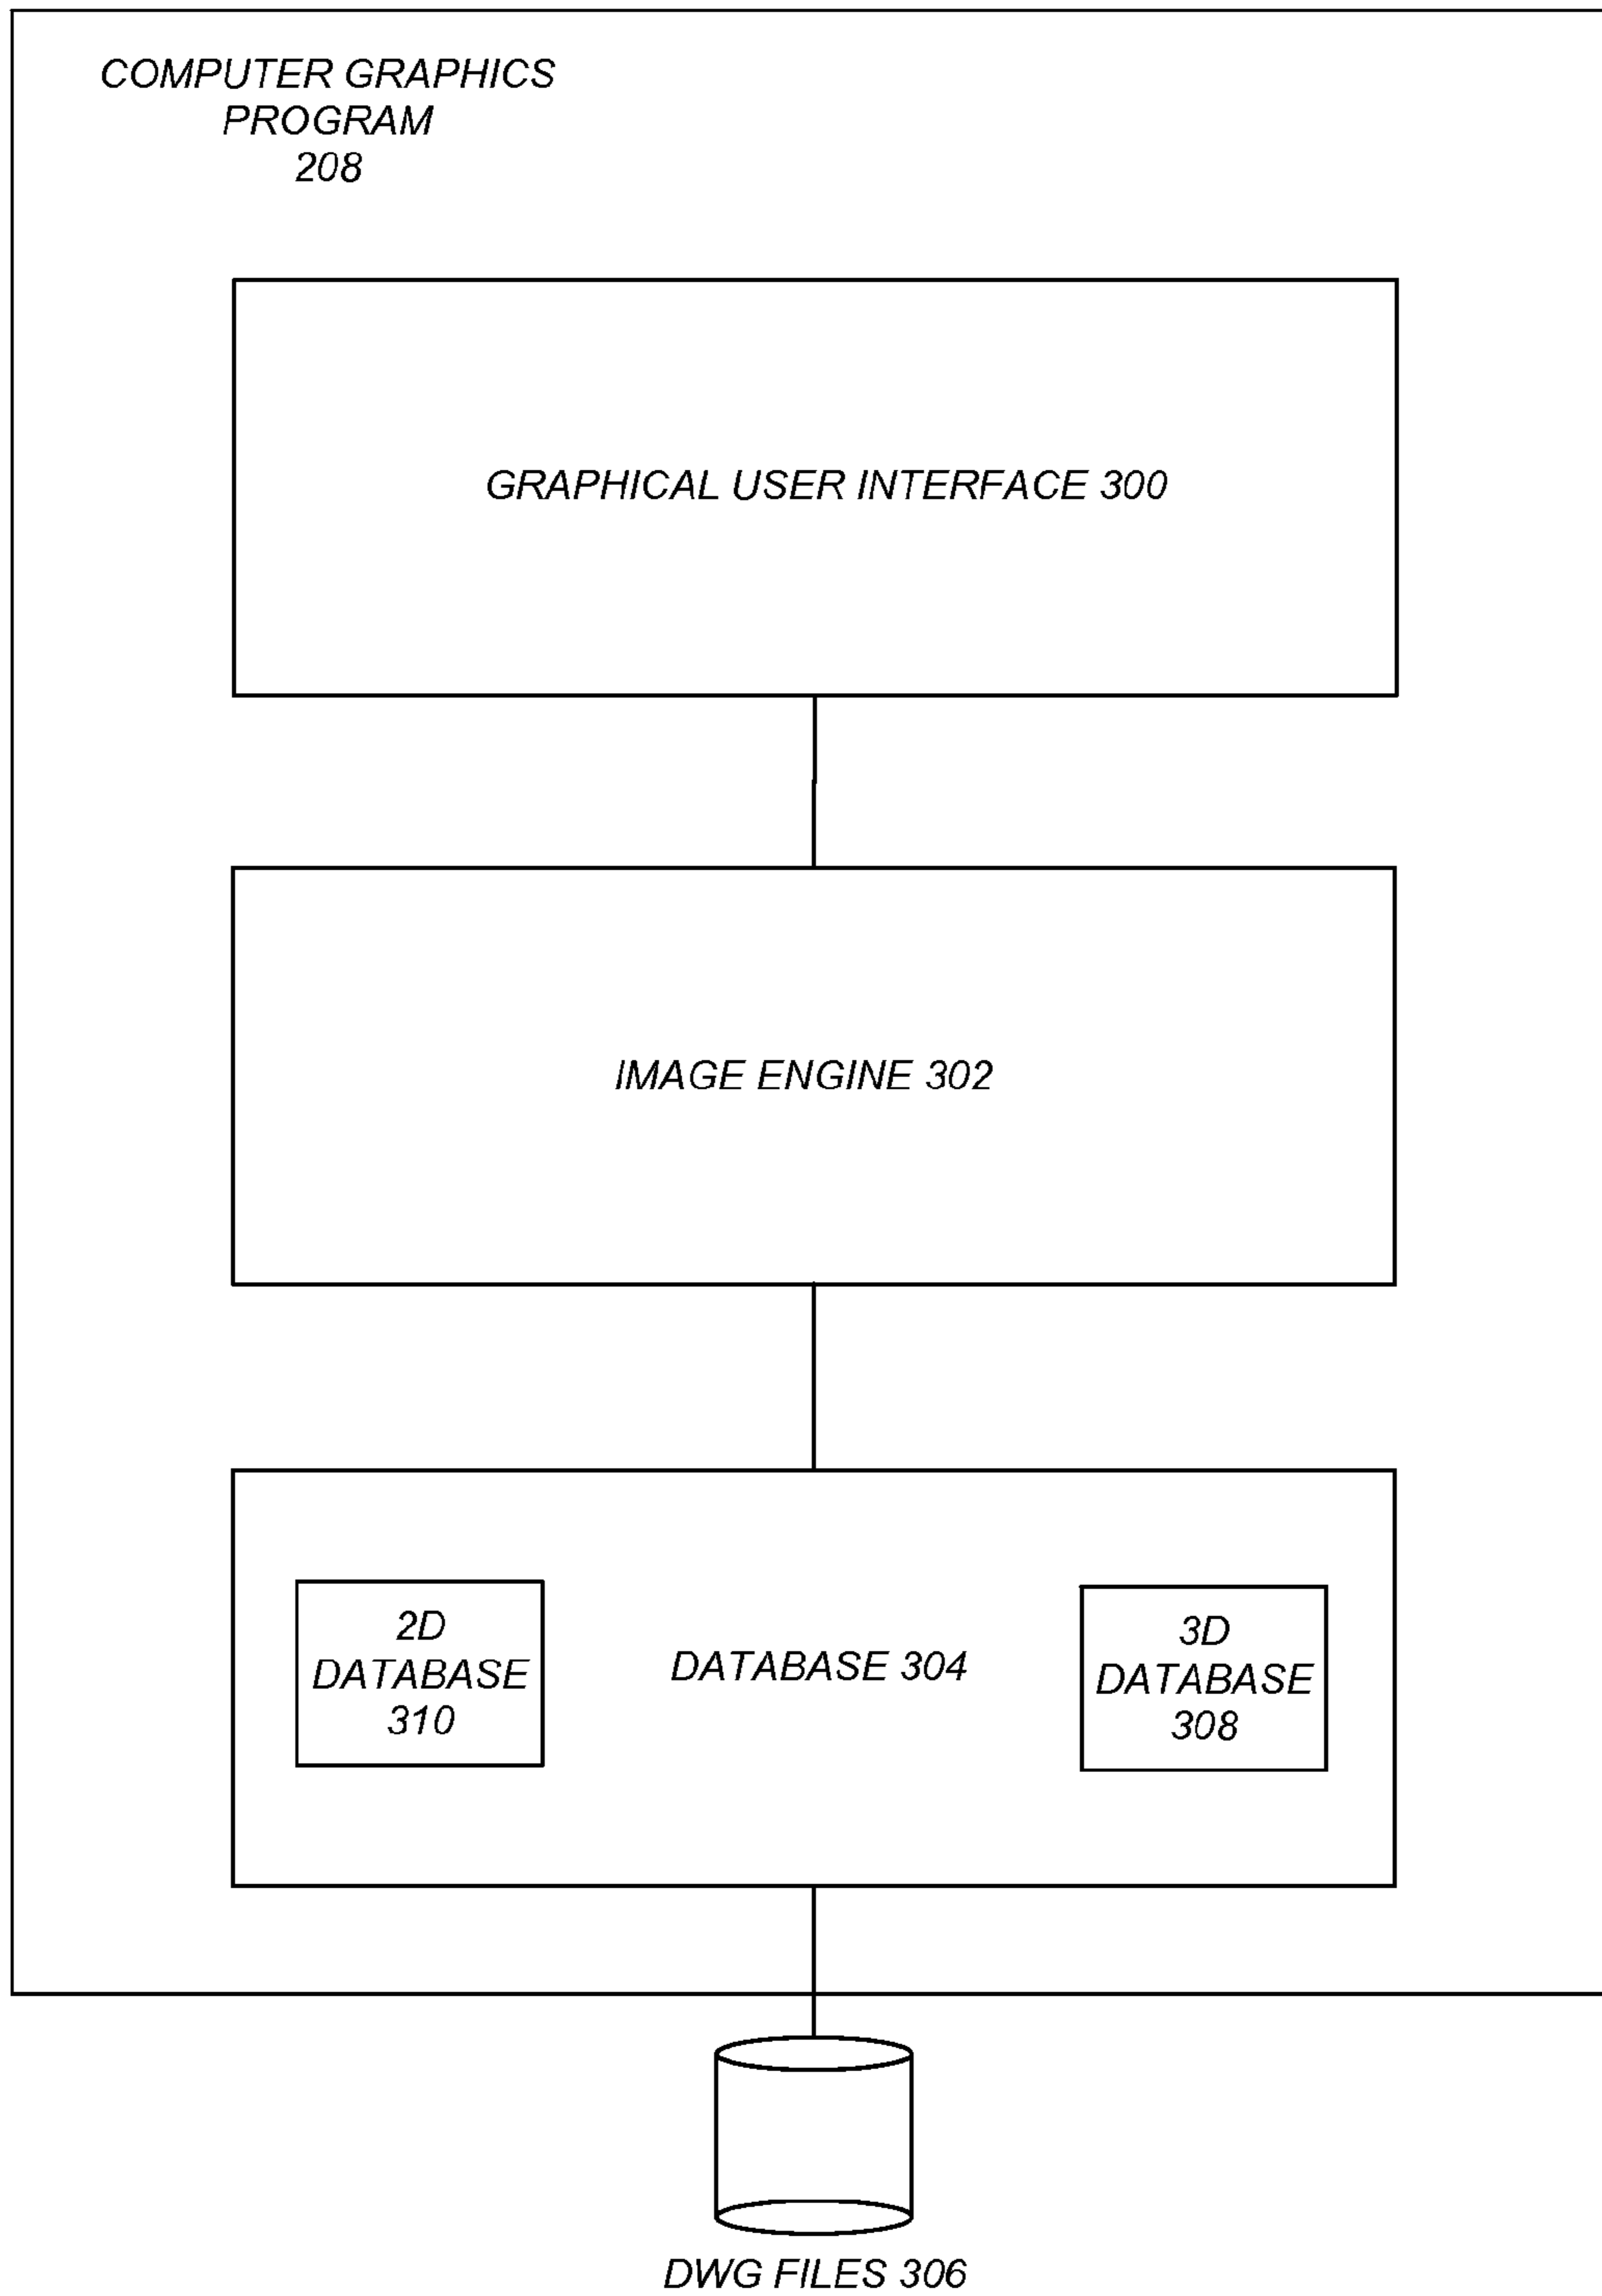 COMPUTER GRAPHICS
PROGRAM
208
GRAPHICAL USER INTERFACE 300
IMAGE ENGINE 302
2D
DATABASE
310
DATABASE 304
3D
DATABASE
308
DWG FILES 306